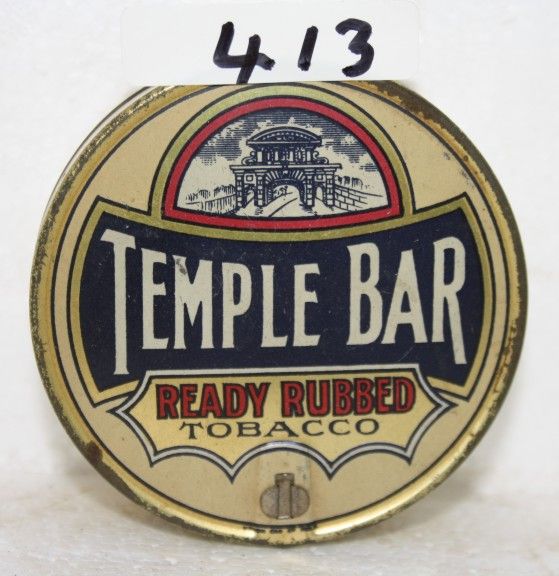 413
TEMPLE BAR
READY RUBBED
TOBACCO